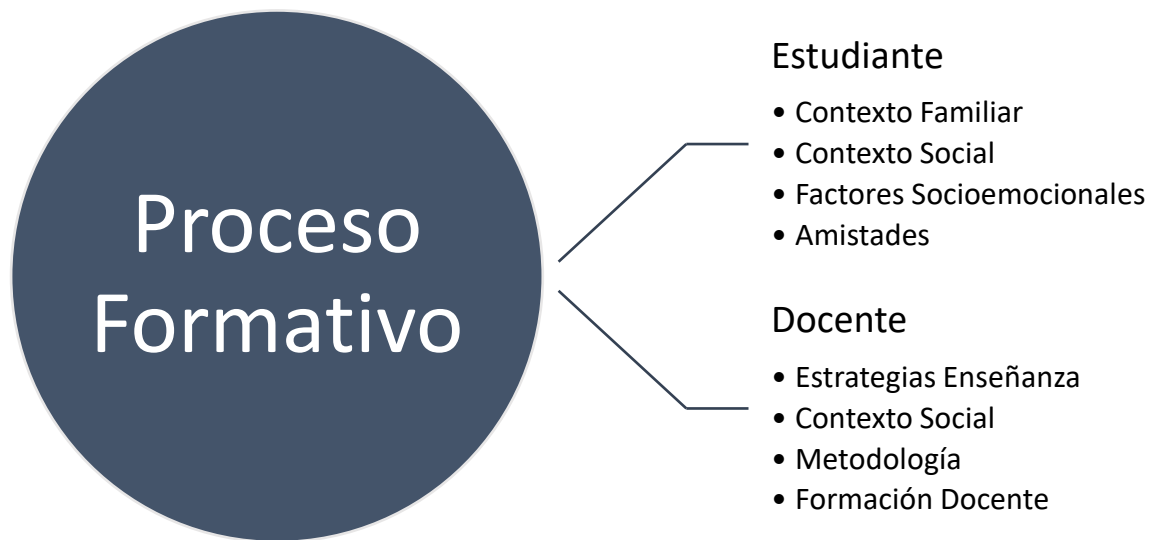 Proceso
Formativo
Estudiante
• Contexto Familiar
• Contexto Social
• Factores Socioemocionales
• Amistades
Docente
• Estrategias Enseñanza
• Contexto Social
• Metodología
• Formación Docente